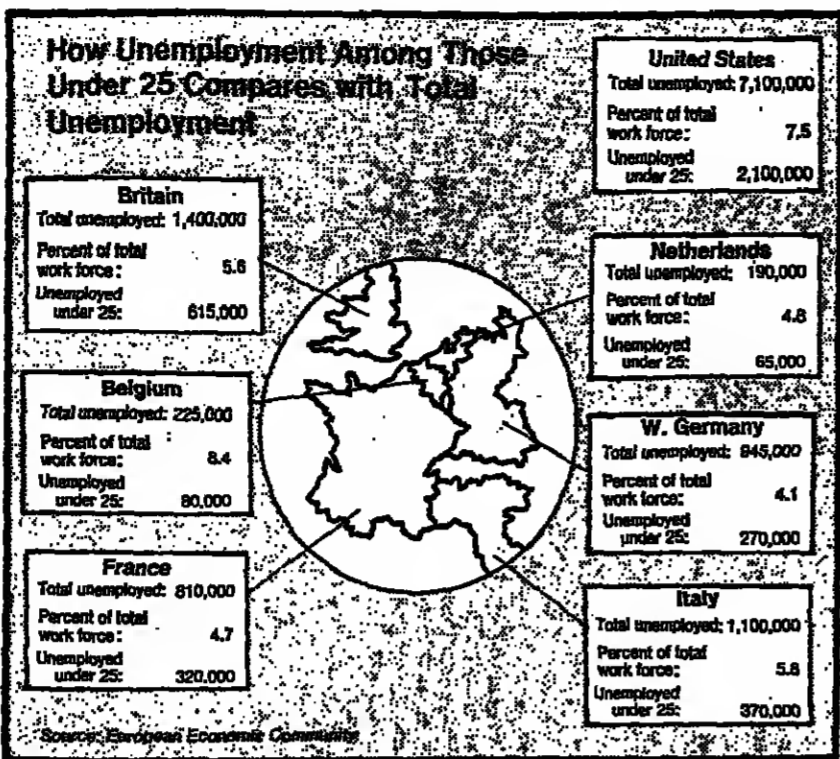 How Unemployment Among Those
Under 25 Compares with Total
Unemployment
United States
Total unemployed: 7,100,000
Percent of total
work force: 7.5
Unemployed
under 25: 2,100,000
Britain
Total unemployed: 1,400,000
Percent of total
work force: 5.6
Unemployed
under 25: 615,000
Netherlands
Total unemployed: 190,000
Percent of total
work force: 4.8
Unemployed
under 25: 65,000
Belgium
Total unemployed: 225,000
Percent of total
work force: 8.4
Unemployed
under 25: 80,000
W. Germany
Total unemployed: 945,000
Percent of total
work force: 4.1
Unemployed
under 25: 270,000
France
Total unemployed: 810,000
Percent of total
work force: 4.7
Unemployed
under 25: 320,000
Italy
Total unemployed: 1,100,000
Percent of total
work force: 5.8
Unemployed
under 25: 370,000
Source: European Economic Community